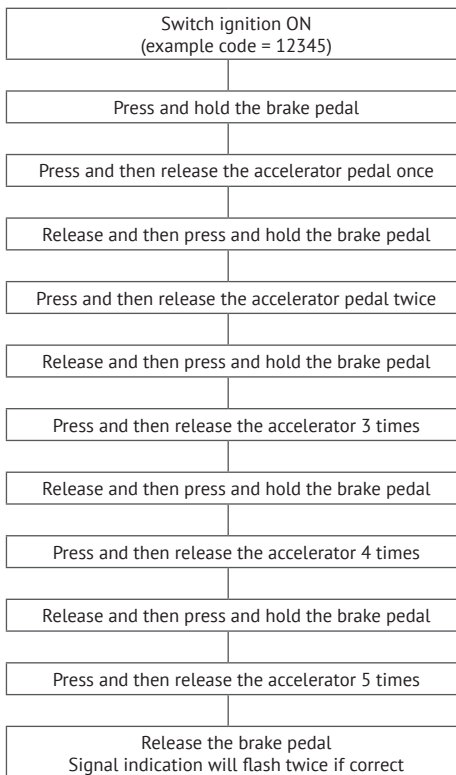 Switch ignition ON
(example code = 12345)
Press and hold the brake pedal
Press and then release the accelerator pedal once
Release and then press and hold the brake pedal
Press and then release the accelerator pedal twice
Release and then press and hold the brake pedal
Press and then release the accelerator 3 times
Release and then press and hold the brake pedal
Press and then release the accelerator 4 times
Release and then press and hold the brake pedal
Press and then release the accelerator 5 times
Release the brake pedal
Signal indication will flash twice if correct